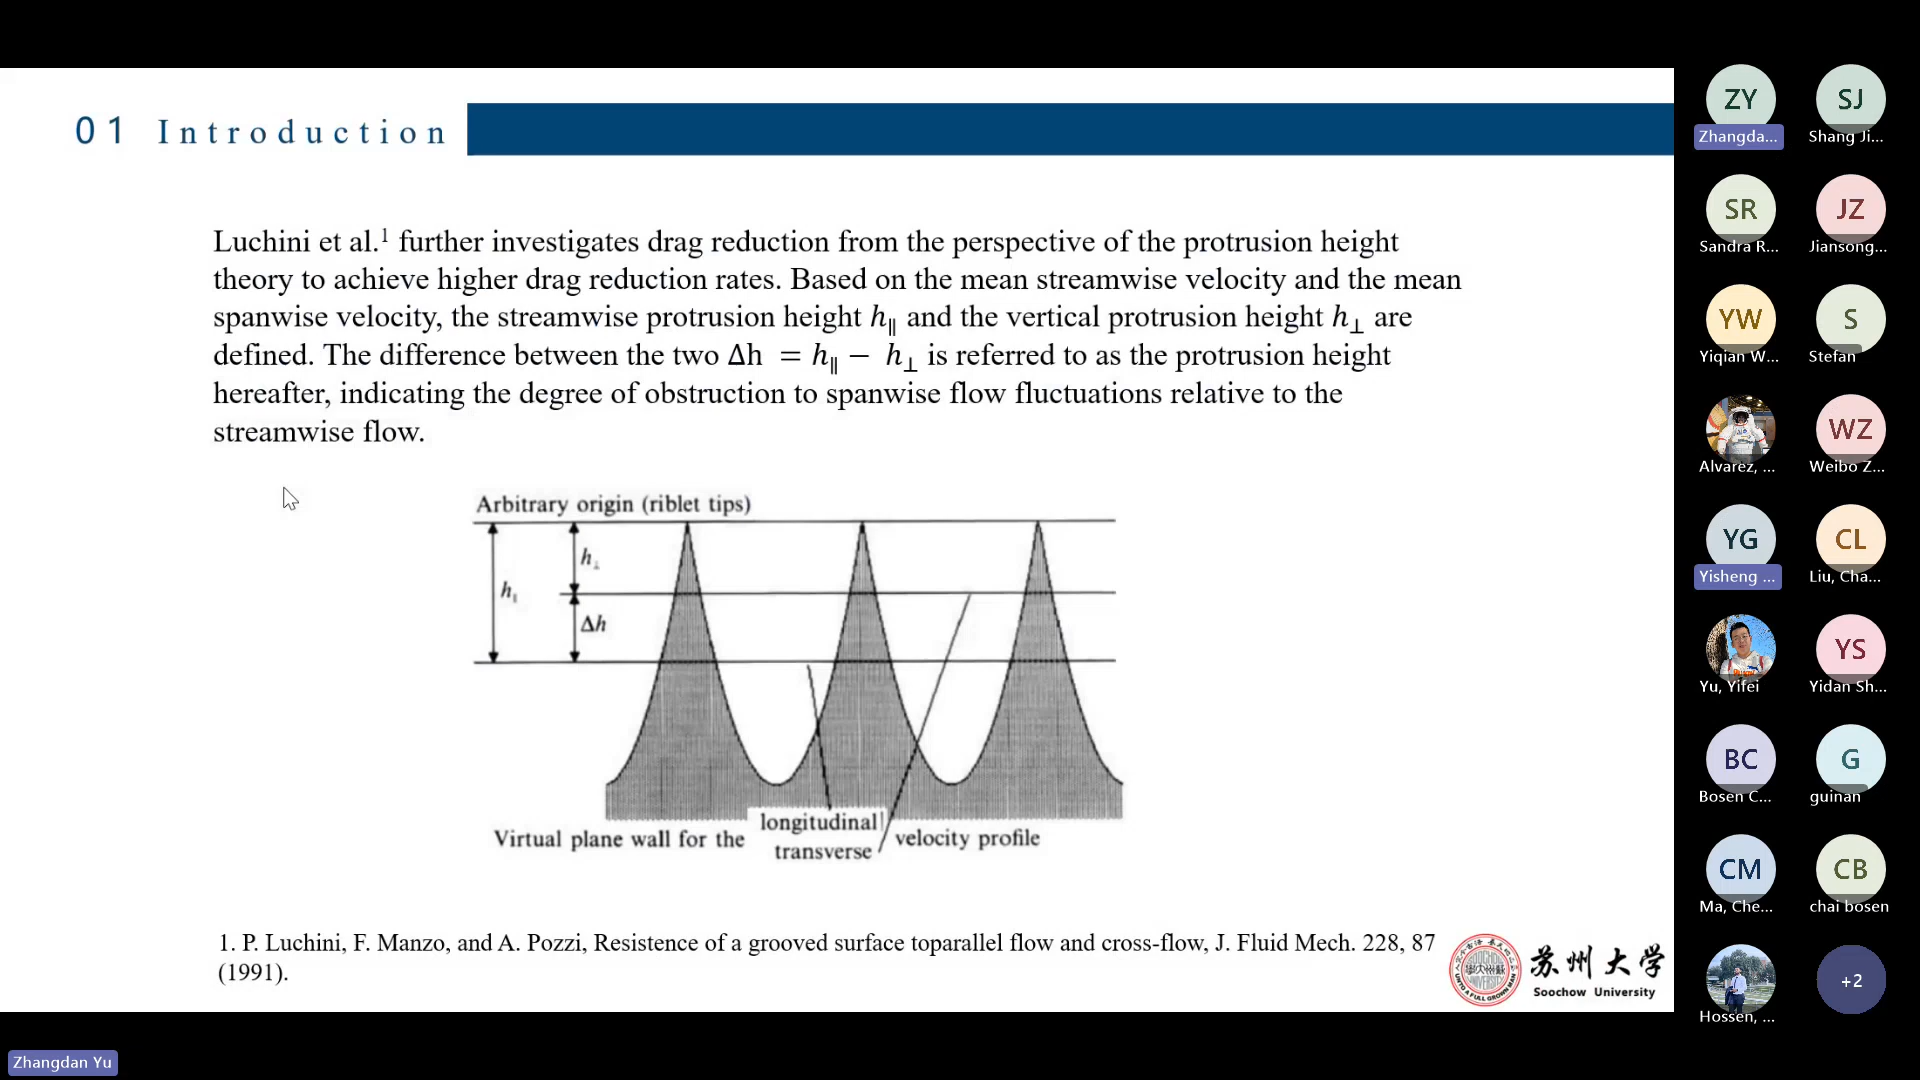 01 Introduction
Luchini et al.1 further investigates drag reduction from the perspective of the protrusion height
theory to achieve higher drag reduction rates. Based on the mean streamwise velocity and the mean
spanwise velocity, the streamwise protrusion height h∥ and the vertical protrusion height h⊥ are
defined. The difference between the two Δh = h∥ − h⊥ is referred to as the protrusion height
hereafter, indicating the degree of obstruction to spanwise flow fluctuations relative to the
streamwise flow.
Arbitrary origin (riblet tips)
h⊥
h∥
Δh
Virtual plane wall for the
longitudinal
transverse
velocity profile
1. P. Luchini, F. Manzo, and A. Pozzi, Resistence of a grooved surface toparallel flow and cross-flow, J. Fluid Mech. 228, 87
(1991).
苏州大学
Soochow University
ZY
Zhangda...
SJ
Shang Ji...
SR
Sandra R...
JZ
Jiansong...
YW
Yiqian W...
S
Stefan
Alvarez, ...
WZ
Weibo Z...
YG
Yisheng ...
CL
Liu, Cha...
Yu, Yifei
YS
Yidan Sh...
BC
Bosen C...
G
guinan
CM
Ma, Che...
CB
chai bosen
Hossen, ...
+2
Zhangdan Yu